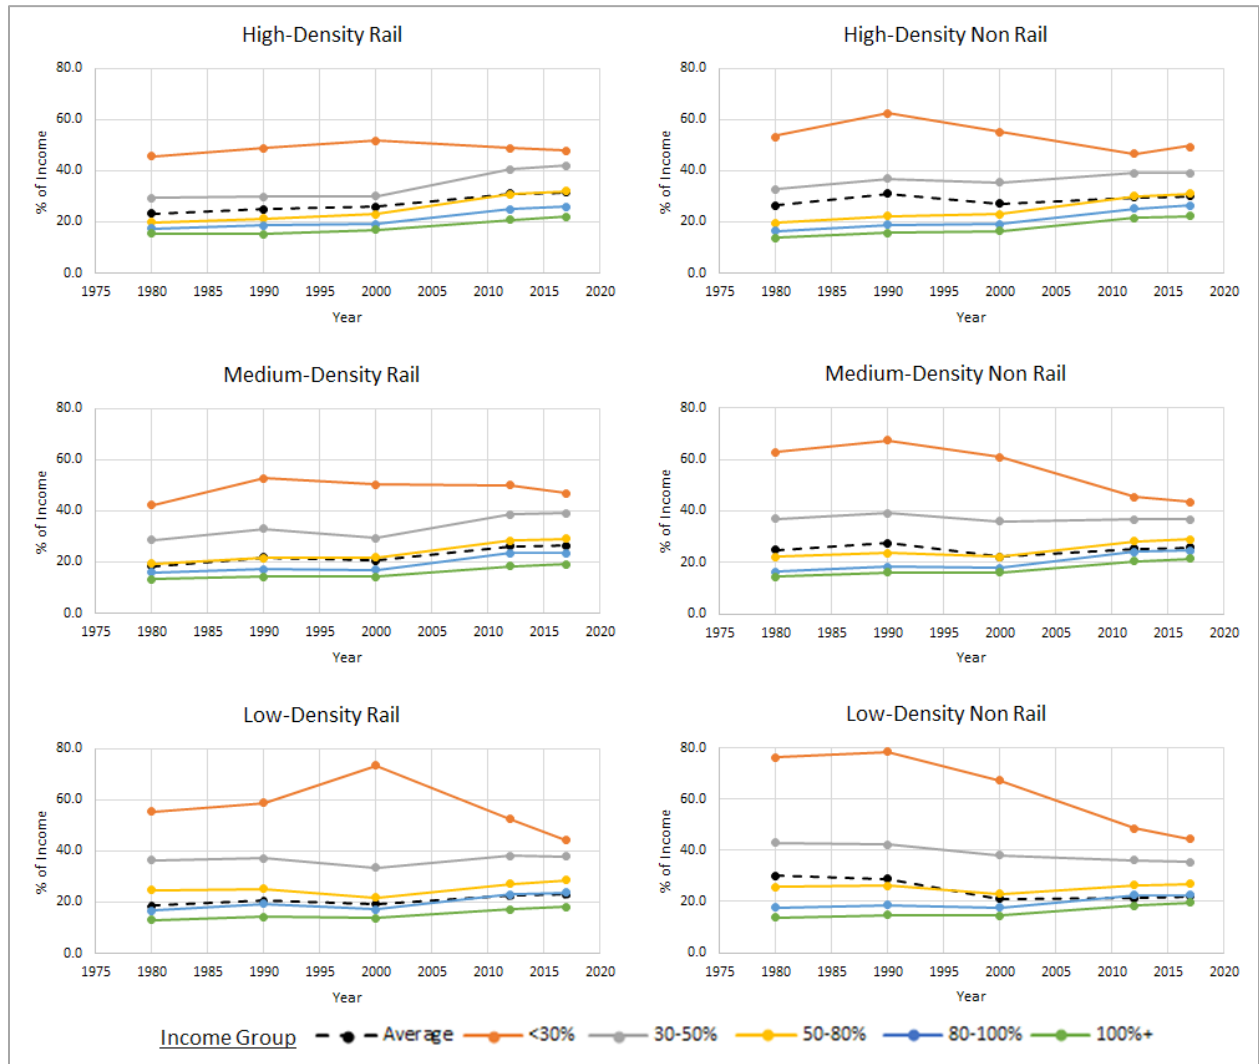 High-Density Rail
80.0
60.0
40.0
20.0
0.0
% of Income
1975 1980 1985 1990 1995 2000 2005 2010 2015 2020
Year
High-Density Non Rail
80.0
60.0
40.0
20.0
0.0
% of Income
1975 1980 1985 1990 1995 2000 2005 2010 2015 2020
Year
Medium-Density Rail
80.0
60.0
40.0
20.0
0.0
% of Income
1975 1980 1985 1990 1995 2000 2005 2010 2015 2020
Year
Medium-Density Non Rail
80.0
60.0
40.0
20.0
0.0
% of Income
1975 1980 1985 1990 1995 2000 2005 2010 2015 2020
Year
Low-Density Rail
80.0
60.0
40.0
20.0
0.0
% of Income
1975 1980 1985 1990 1995 2000 2005 2010 2015 2020
Year
Low-Density Non Rail
80.0
60.0
40.0
20.0
0.0
% of Income
1975 1980 1985 1990 1995 2000 2005 2010 2015 2020
Year
Income Group Average <30% 30-50% 50-80% 80-100% 100%+